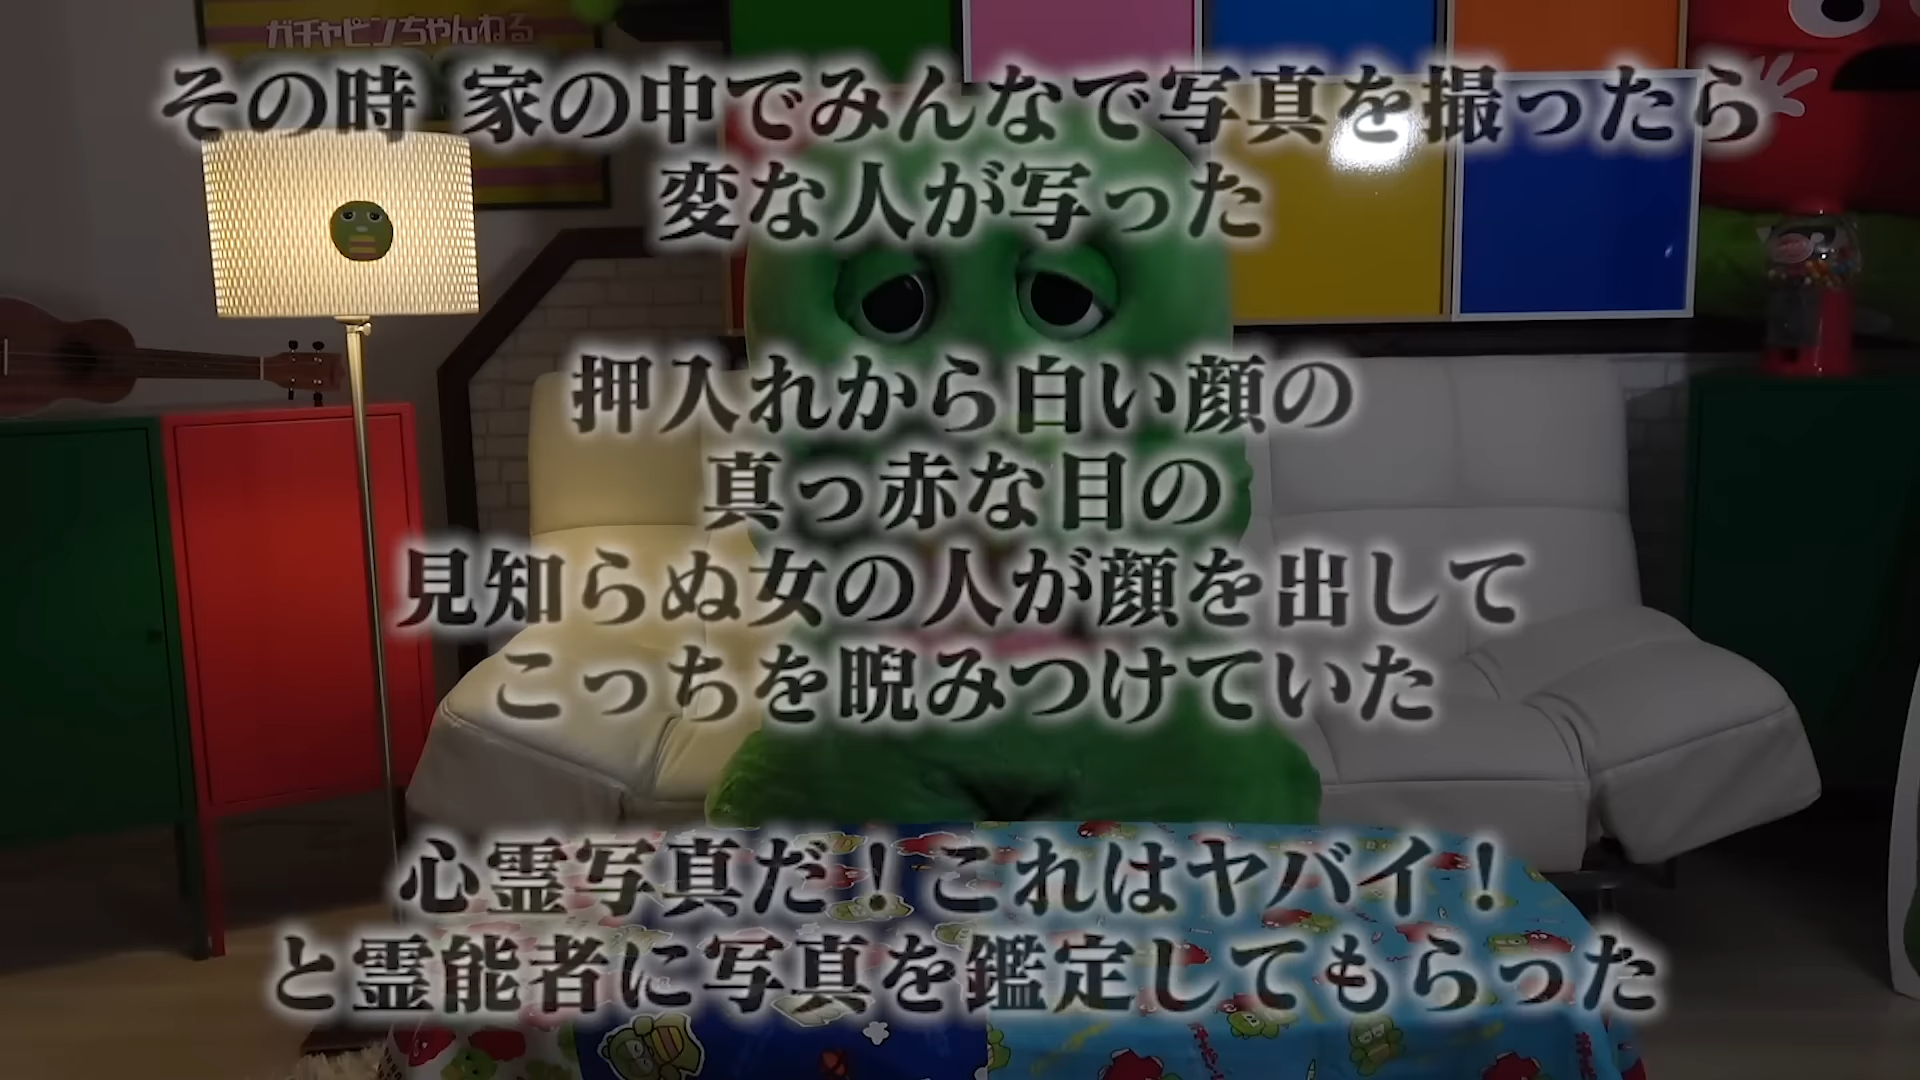 ガチャピンちゃんねる
その時 家の中でみんなで写真を撮ったら
変な人が写った
押入れから白い顔の
真っ赤な目の
見知らぬ女の人が顔を出して
こっちを睨みつけていた
心霊写真だ！これはヤバイ！
と霊能者に写真を鑑定してもらった